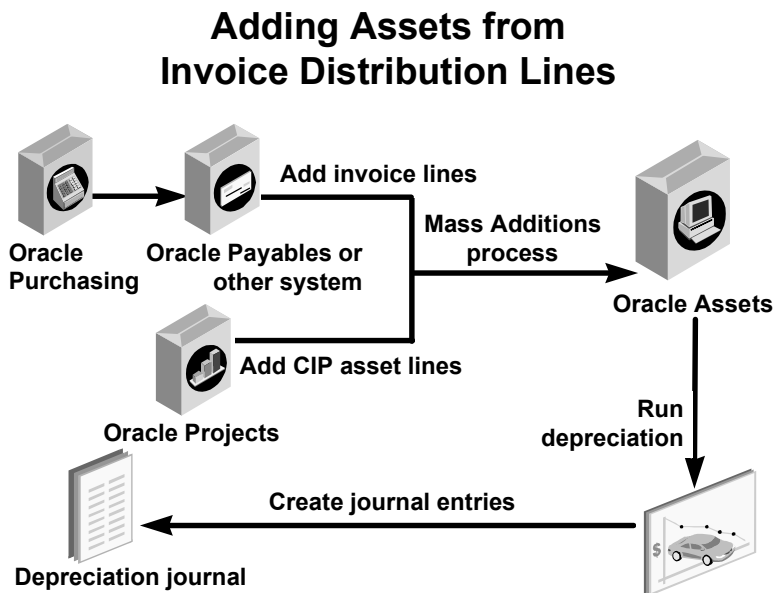 Adding Assets from
Invoice Distribution Lines
Add invoice lines
Oracle
Purchasing
Oracle Payables or
other system
Mass Additions
process
Oracle Assets
Add CIP asset lines
Oracle Projects
Run
depreciation
Create journal entries
$
Depreciation journal